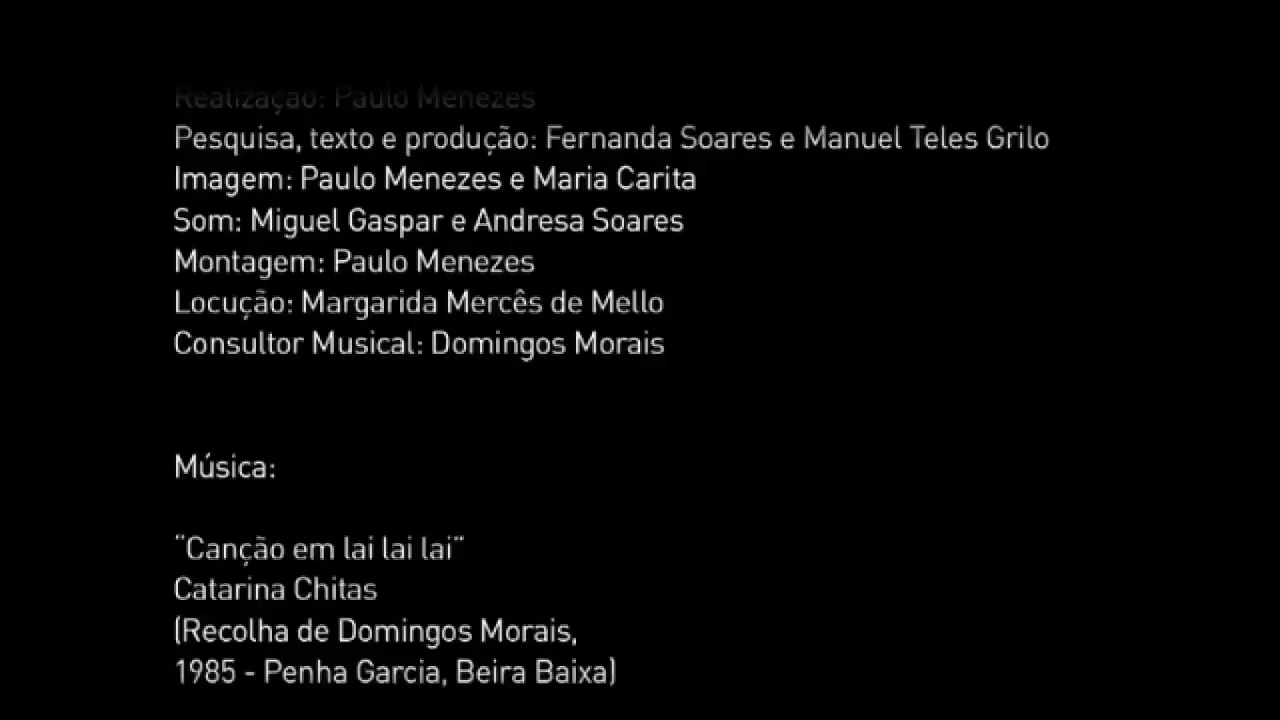 Realização: Paulo Menezes
Pesquisa, texto e produção: Fernanda Soares e Manuel Teles Grilo
Imagem: Paulo Menezes e Maria Carita
Som: Miguel Gaspar e Andresa Soares
Montagem: Paulo Menezes
Locução: Margarida Mercês de Mello
Consultor Musical: Domingos Morais
Música:
"Canção em lai lai lai"
Catarina Chitas
(Recolha de Domingos Morais,
1985 - Penha Garcia, Beira Baixa)